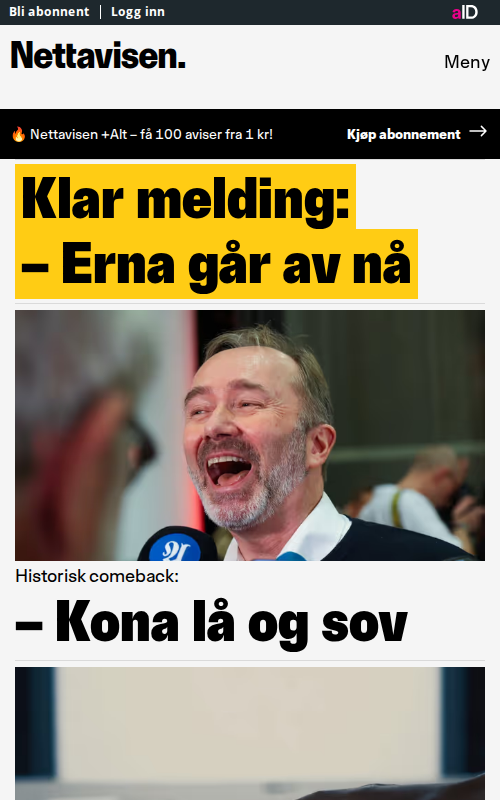 Bli abonnent | Logg inn
aID
Nettavisen.
Meny
🔥 Nettavisen +Alt – få 100 aviser fra 1 kr!
Kjøp abonnement →
Klar melding:
– Erna går av nå
Historisk comeback:
– Kona lå og sov